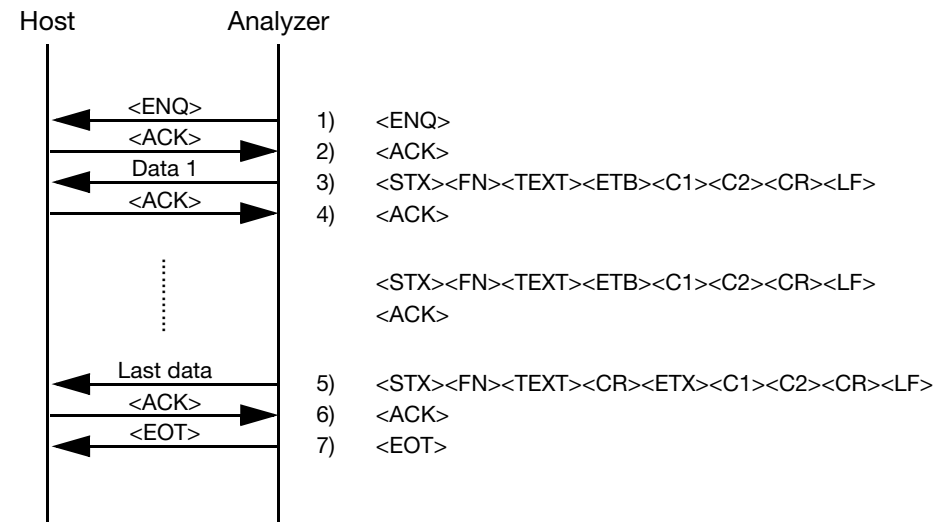 Host Analyzer
<ENQ> 1) <ENQ>
<ACK> 2) <ACK>
Data 1 3) <STX><FN><TEXT><ETB><C1><C2><CR><LF>
<ACK> 4) <ACK>
<STX><FN><TEXT><ETB><C1><C2><CR><LF>
<ACK>
Last data 5) <STX><FN><TEXT><CR><ETX><C1><C2><CR><LF>
<ACK> 6) <ACK>
<EOT> 7) <EOT>